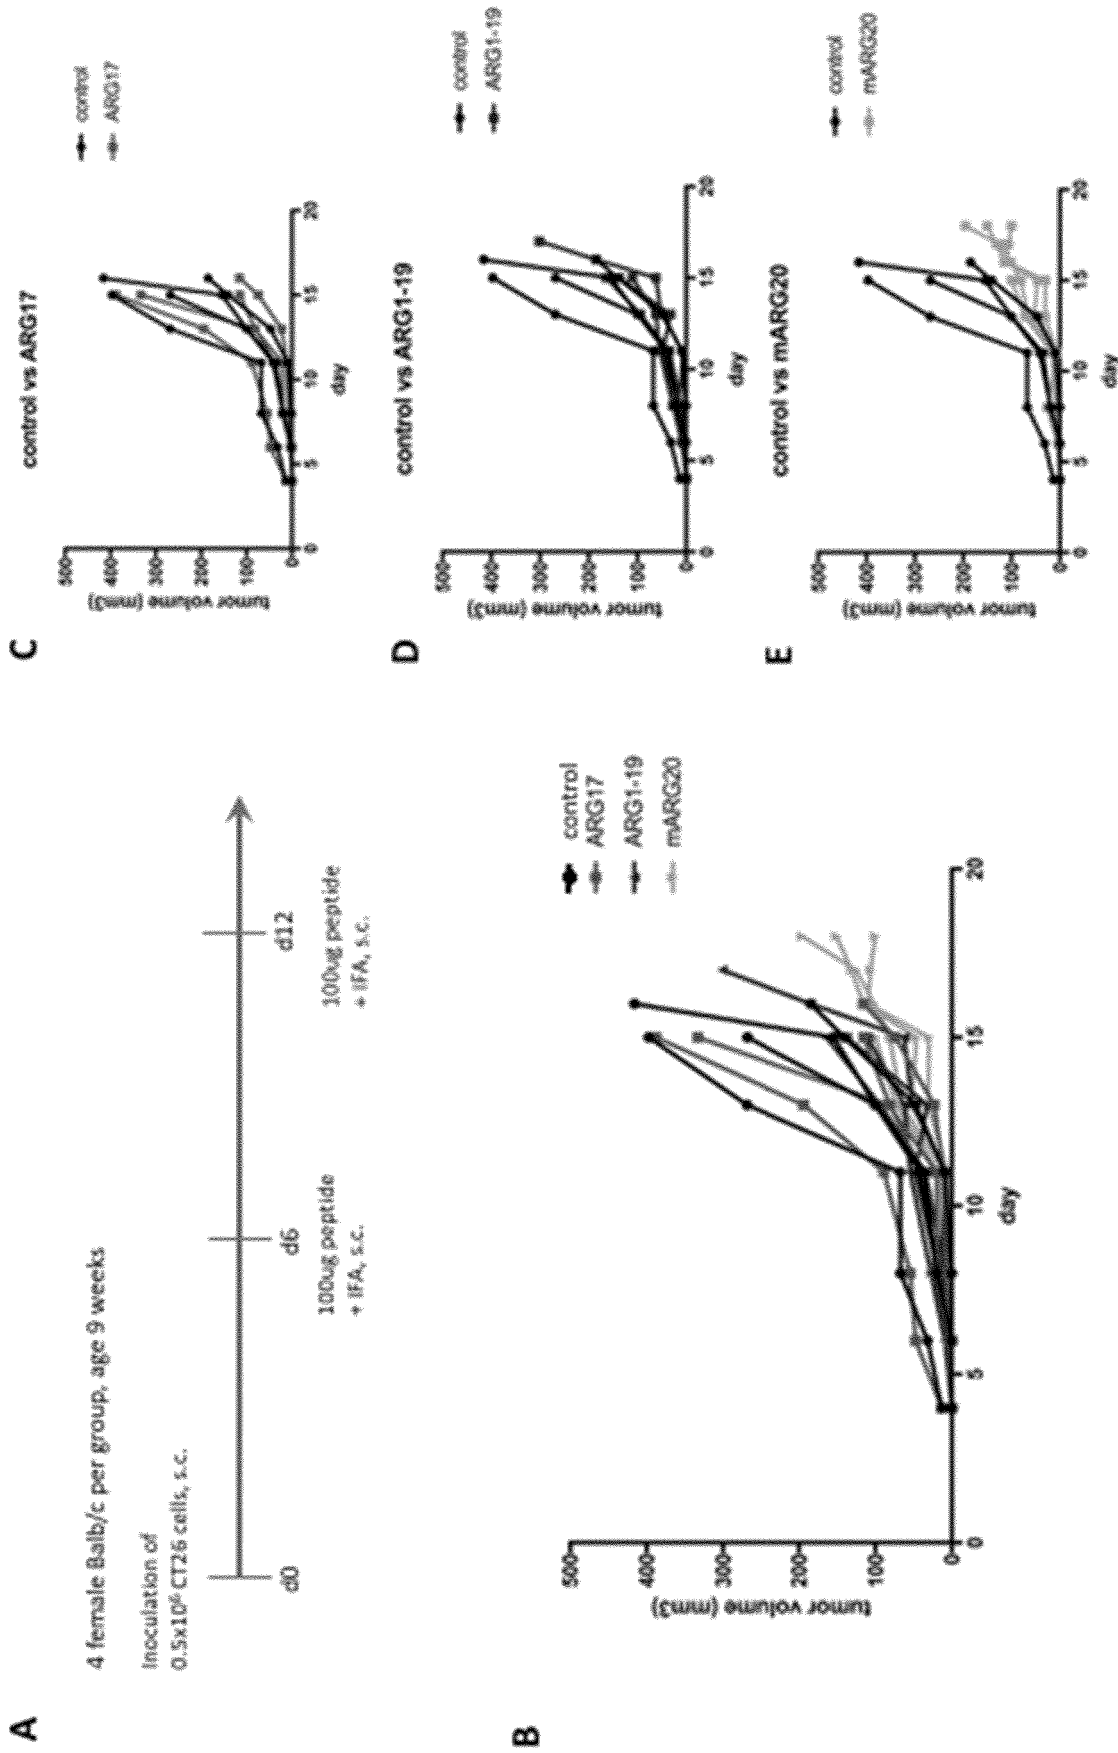 A
4 female Balb/c per group, age 9 weeks
Inoculation of
0.5x10⁶ CT26 cells, s.c.
d0
d6
d12
100ug peptide
+ IFA, s.c.
100ug peptide
+ IFA, s.c.
B
tumor volume (mm3)
500
400
300
200
100
0
0
5
10
15
20
day
control
ARG17
ARG1-19
mARG20
C
control vs ARG17
tumor volume (mm3)
500
400
300
200
100
0
0
5
10
15
20
day
control
ARG17
D
control vs ARG1-19
tumor volume (mm3)
500
400
300
200
100
0
0
5
10
15
20
day
control
ARG1-19
E
control vs mARG20
tumor volume (mm3)
500
400
300
200
100
0
0
5
10
15
20
day
control
mARG20